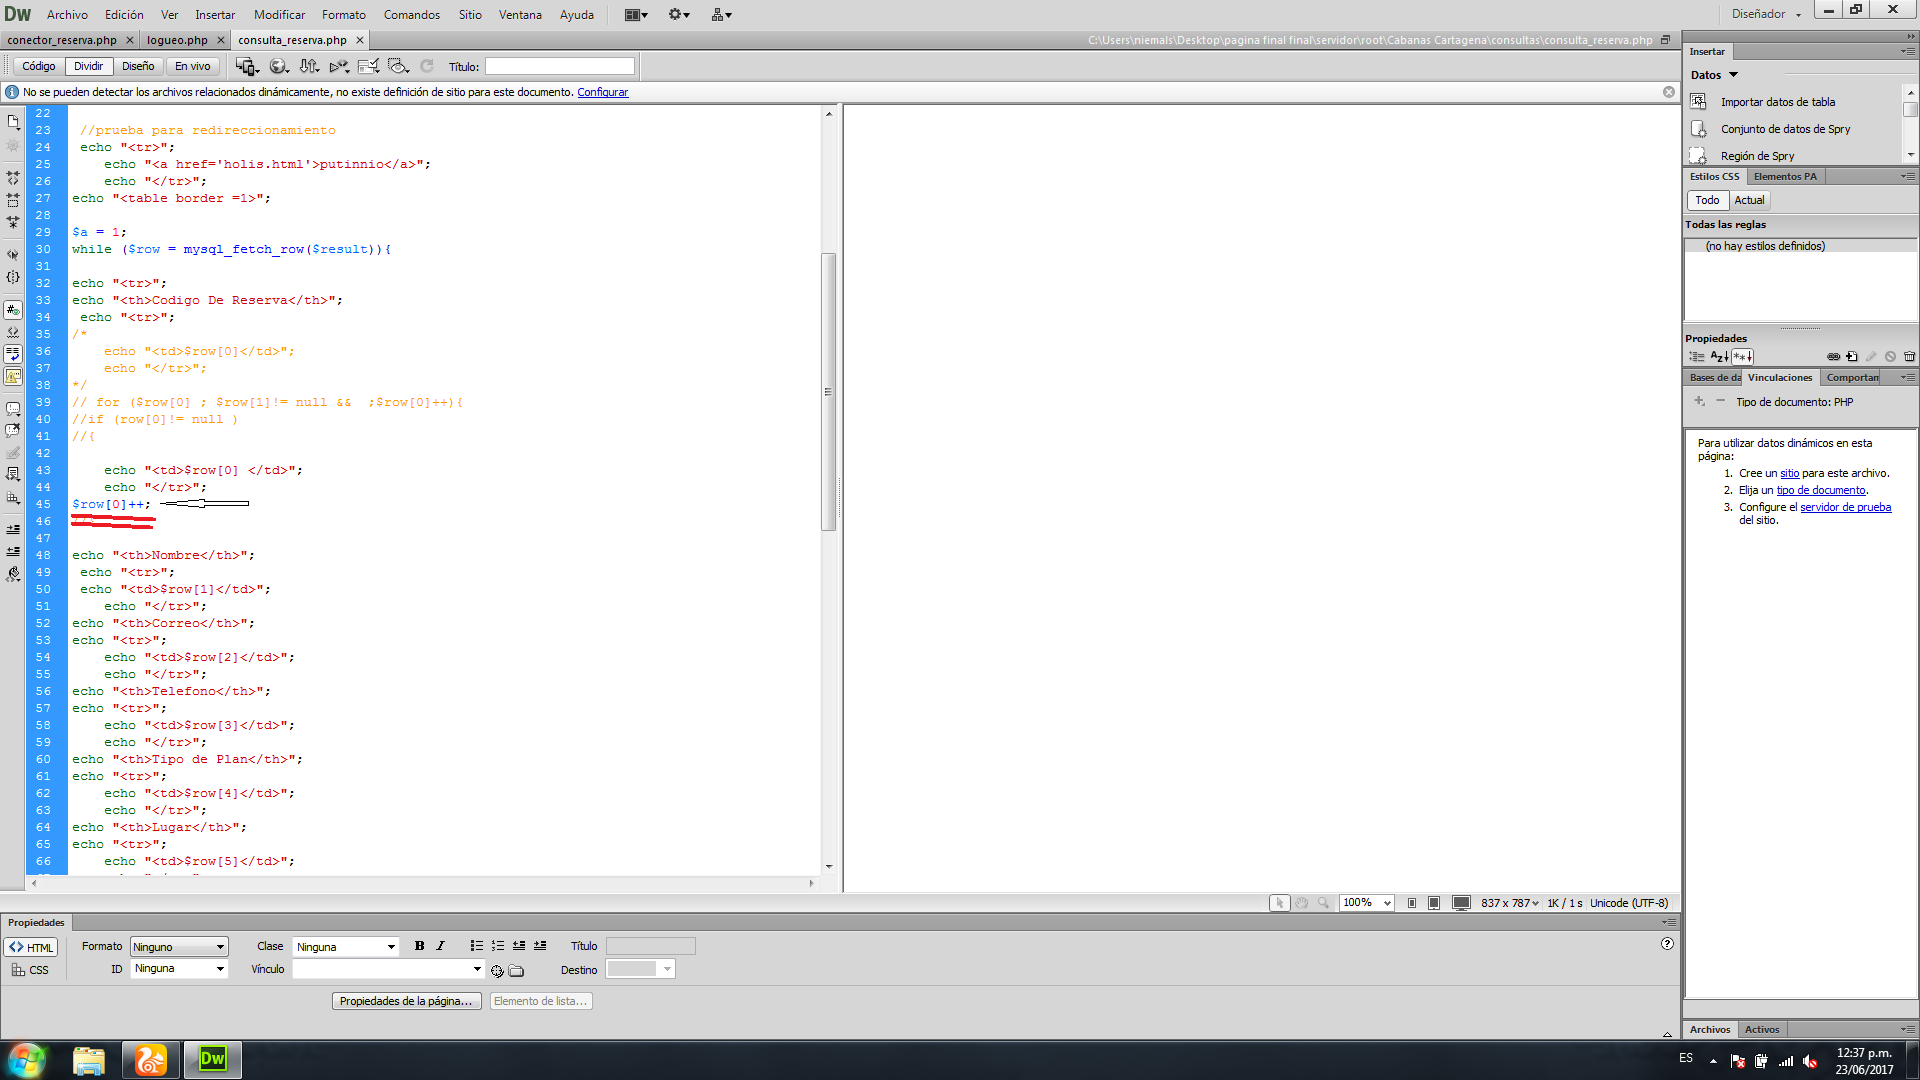 Dw Archivo Edición Ver Insertar Modificar Formato Comandos Sitio Ventana Ayuda Diseñador
conector_reserva.php logueo.php consulta_reserva.php C:\Users\niemals\Desktop\pagina final final\servidor\root\Cabanas Cartagena\consultas\consulta_reserva.php
Código Dividir Diseño En vivo Título:
No se pueden detectar los archivos relacionados dinámicamente, no existe definición de sitio para este documento. Configurar
22
23 //prueba para redireccionamiento
24 echo "<tr>";
25 echo "<a href='holis.html'>putinnio</a>";
26 echo "</tr>";
27 echo "<table border =1>";
28
29 $a = 1;
30 while ($row = mysql_fetch_row($result)){
31
32 echo "<tr>";
33 echo "<th>Codigo De Reserva</th>";
34 echo "<tr>";
35 /*
36 echo "<td>$row[0]</td>";
37 echo "</tr>";
38 */
39 // for ($row[0] ; $row[1]!= null && ;$row[0]++){
40 //if (row[0]!= null )
41 //{
42
43 echo "<td>$row[0] </td>";
44 echo "</tr>";
45 $row[0]++;
46
47
48 echo "<th>Nombre</th>";
49 echo "<tr>";
50 echo "<td>$row[1]</td>";
51 echo "</tr>";
52 echo "<th>Correo</th>";
53 echo "<tr>";
54 echo "<td>$row[2]</td>";
55 echo "</tr>";
56 echo "<th>Telefono</th>";
57 echo "<tr>";
58 echo "<td>$row[3]</td>";
59 echo "</tr>";
60 echo "<th>Tipo de Plan</th>";
61 echo "<tr>";
62 echo "<td>$row[4]</td>";
63 echo "</tr>";
64 echo "<th>Lugar</th>";
65 echo "<tr>";
66 echo "<td>$row[5]</td>";
100% 837 x 787 1K / 1 s Unicode (UTF-8)
Propiedades
HTML Formato Ninguno Clase Ninguna B I Título
CSS ID Ninguna Vínculo Destino
Propiedades de la página... Elemento de lista...
Insertar
Datos
Importar datos de tabla
Conjunto de datos de Spry
Región de Spry
Estilos CSS Elementos PA
Todo Actual
Todas las reglas
(no hay estilos definidos)
Propiedades
Bases de da Vinculaciones Comportan
Tipo de documento: PHP
Para utilizar datos dinámicos en esta
página:
1. Cree un sitio para este archivo.
2. Elija un tipo de documento.
3. Configure el servidor de prueba
del sitio.
Archivos Activos
Dw ES 12:37 p.m.
23/06/2017